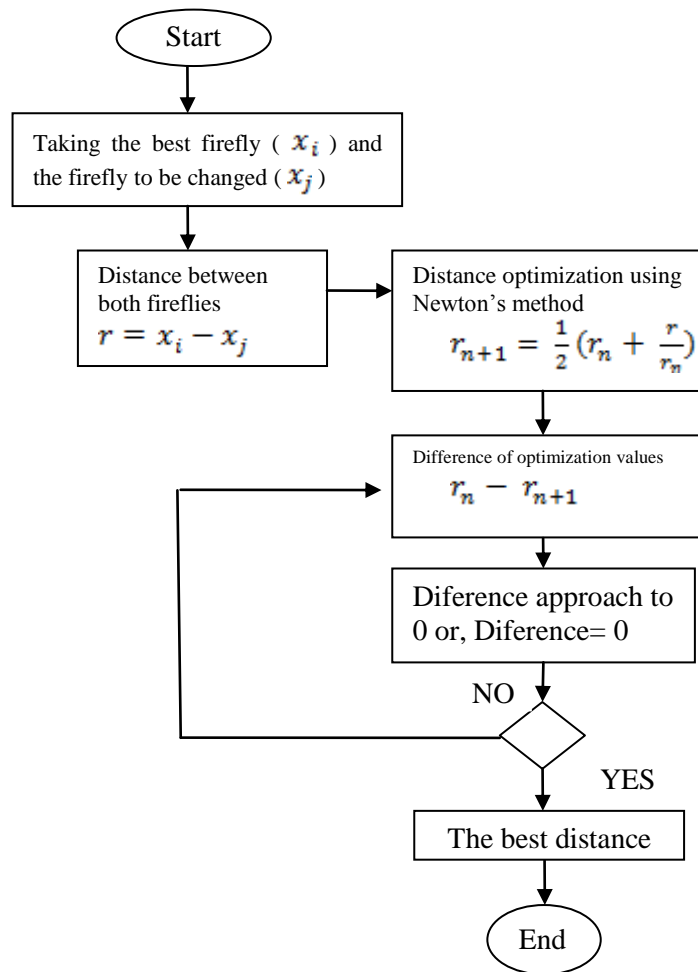 Start
Taking the best firefly ( x_i ) and
the firefly to be changed ( x_j )
Distance between
both fireflies
r = x_i − x_j
Distance optimization using
Newton's method
r_{n+1} = \frac{1}{2} (r_n + \frac{r}{r_n})
Difference of optimization values
r_n − r_{n+1}
Diference approach to
0 or, Diference= 0
NO
YES
The best distance
End